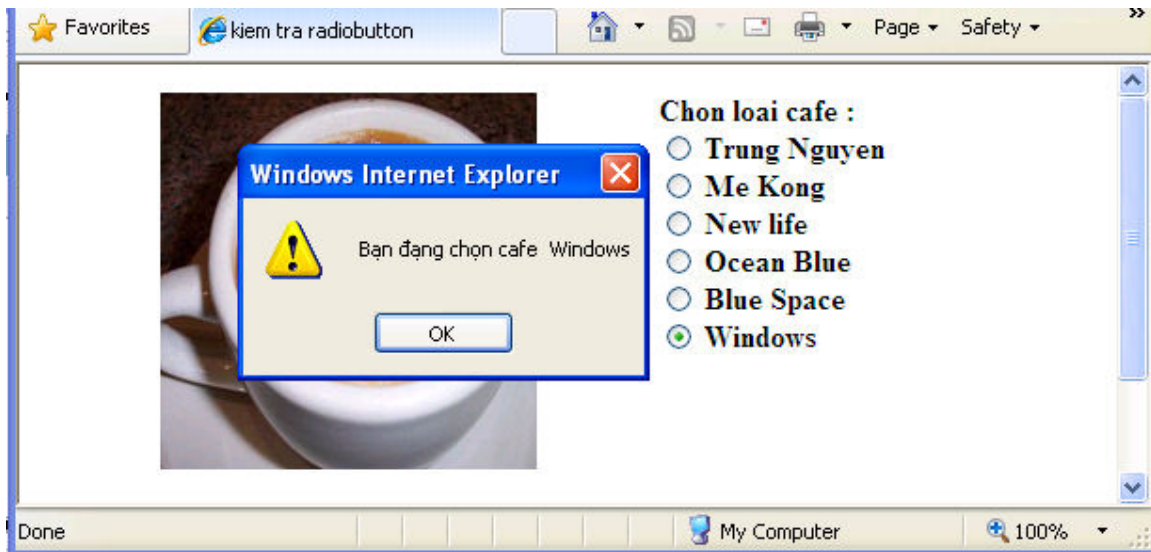 Favorites
kiem tra radiobutton
Page
Safety
»
Chon loai cafe :
Trung Nguyen
Me Kong
New life
Ocean Blue
Blue Space
Windows
Windows Internet Explorer
Bạn đạng chọn cafe Windows
OK
Done
My Computer
100%